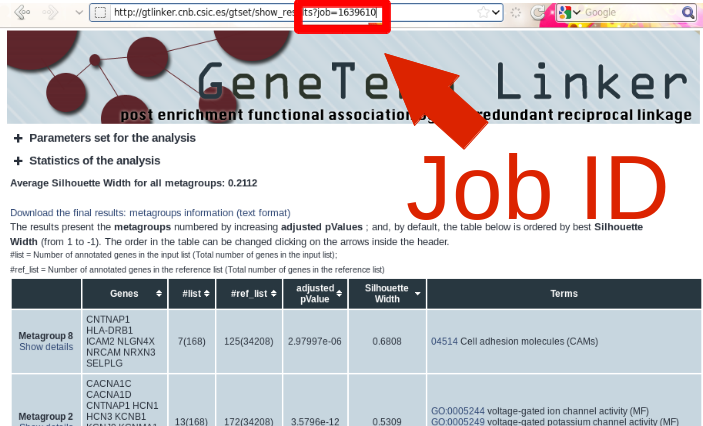 http://gtlinker.cnb.csic.es/gtset/show_results?job=1639610
Google
GeneTerm Linker
post enrichment functional association redundant reciprocal linkage
Parameters set for the analysis
Statistics of the analysis
Average Silhouette Width for all metagroups: 0.2112
Job ID
Download the final results: metagroups information (text format)
The results present the metagroups numbered by increasing adjusted pValues ; and, by default, the table below is ordered by best Silhouette
Width (from 1 to -1). The order in the table can be changed clicking on the arrows inside the header.
#list = Number of annotated genes in the input list (Total number of genes in the input list);
#ref_list = Number of annotated genes in the reference list (Total number of genes in the reference list)
Genes #list #ref_list adjusted pValue Silhouette Width Terms
Metagroup 8
Show details
CNTNAP1
HLA-DRB1
ICAM2 NLGN4X
NRCAM NRXN3
SELPLG
7(168) 125(34208) 2.97997e-06 0.6808 04514 Cell adhesion molecules (CAMs)
Metagroup 2
Show details
CACNA1C
CACNA1D
CNTNAP1 HCN1
HCN3 KCNB1
13(168) 172(34208) 3.5796e-12 0.5309
GO:0005244 voltage-gated ion channel activity (MF)
GO:0005249 voltage-gated potassium channel activity (MF)